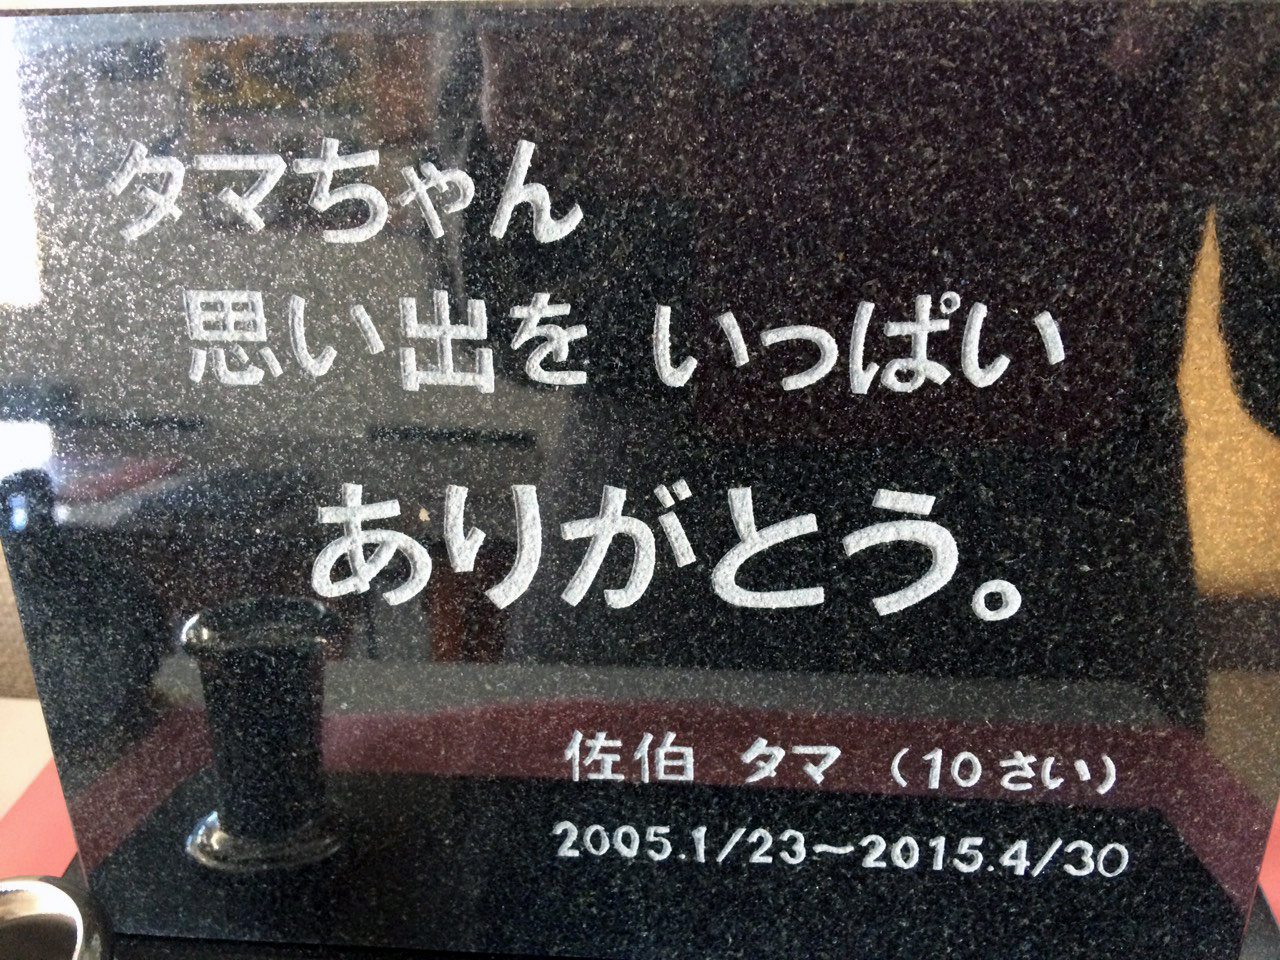 タマちゃん
思い出を いっぱい
ありがとう。
佐伯 タマ (10さい)
2005.1/23～2015.4/30